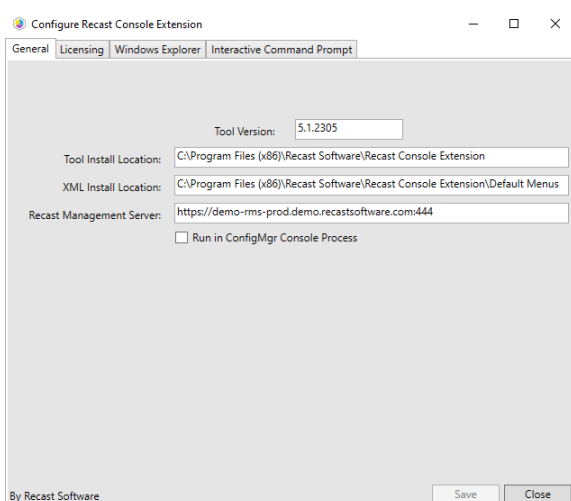 Configure Recast Console Extension
General Licensing Windows Explorer Interactive Command Prompt
Tool Version: 5.1.2305
Tool Install Location: C:\Program Files (x86)\Recast Software\Recast Console Extension
XML Install Location: C:\Program Files (x86)\Recast Software\Recast Console Extension\Default Menus
Recast Management Server: https://demo-rms-prod.demo.recastsoftware.com:444
Run in ConfigMgr Console Process
By Recast Software Save Close